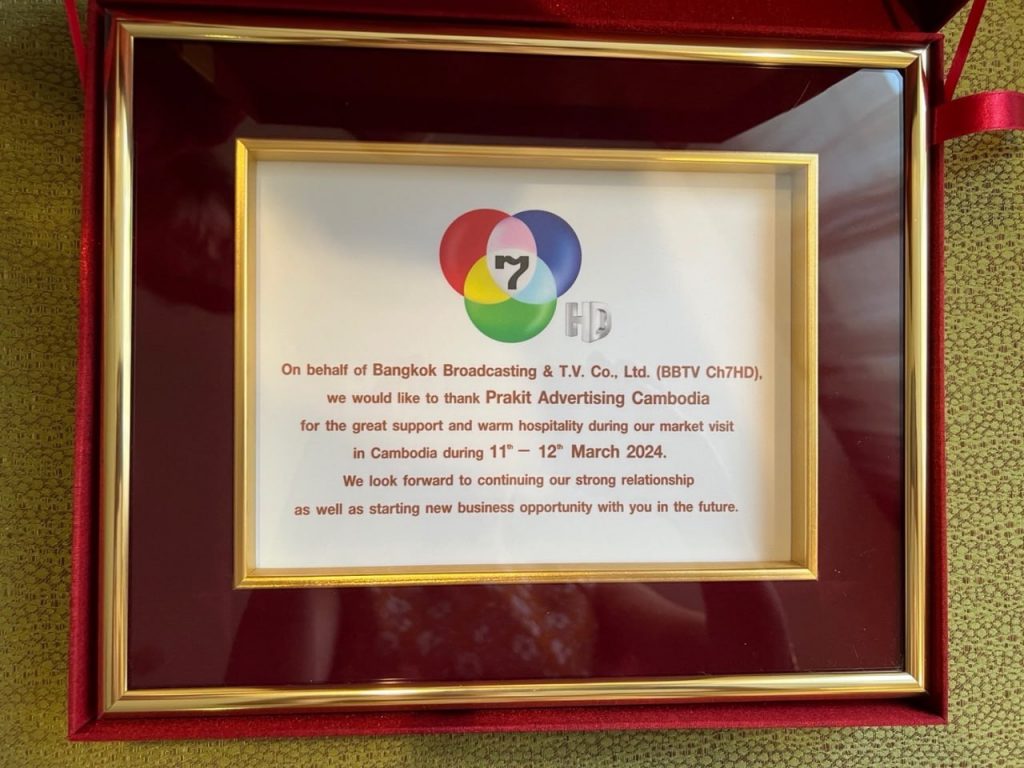 7
HD
On behalf of Bangkok Broadcasting & T.V. Co., Ltd. (BBTV Ch7HD),
we would like to thank Prakit Advertising Cambodia
for the great support and warm hospitality during our market visit
in Cambodia during 11th – 12th March 2024.
We look forward to continuing our strong relationship
as well as starting new business opportunity with you in the future.